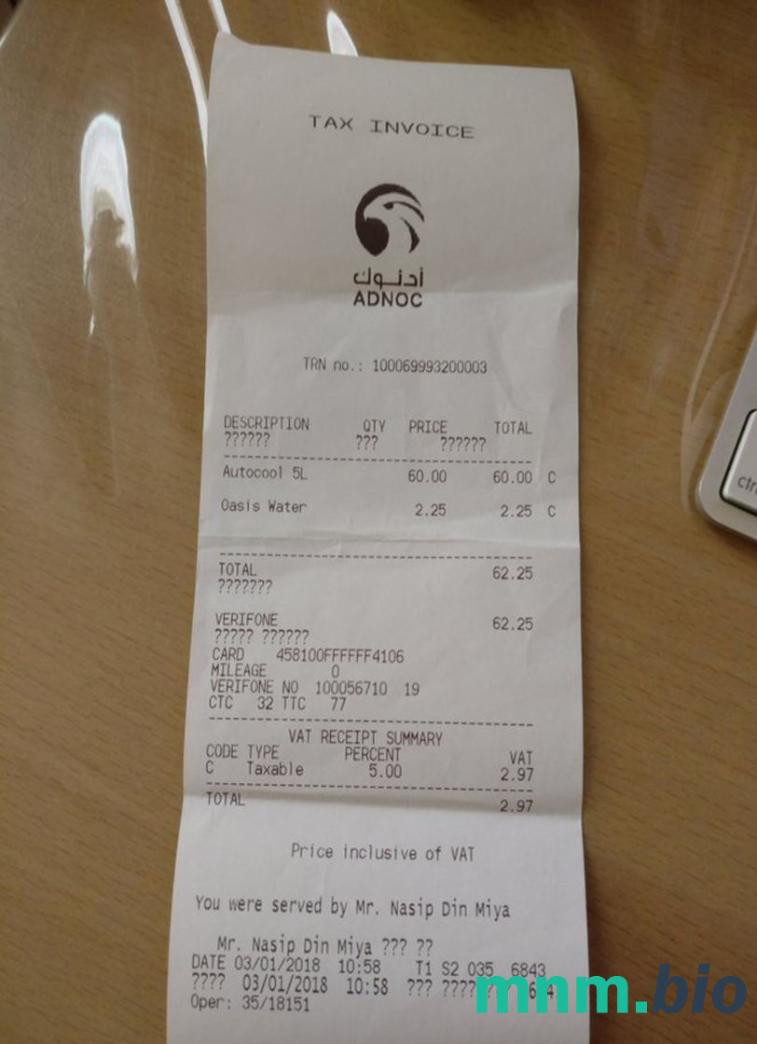 TAX INVOICE
أدنوك
ADNOC
TRN no.: 100069993200003
DESCRIPTION QTY PRICE TOTAL
?????? ??? ??????
Autocool 5L 60.00 60.00 C
Oasis Water 2.25 2.25 C
TOTAL 62.25
???????
VERIFONE 62.25
????? ??????
CARD 458100FFFFFF4106
MILEAGE 0
VERIFONE NO 100056710 19
CTC 32 TTC 77
VAT RECEIPT SUMMARY
CODE TYPE PERCENT VAT
C Taxable 5.00 2.97
TOTAL 2.97
Price inclusive of VAT
You were served by Mr. Nasip Din Miya
Mr. Nasip Din Miya ??? ??
DATE 03/01/2018 10:58 T1 S2 035 6843
???? 03/01/2018 10:58 ???
Oper: 35/18151
mnm.bio
ctr